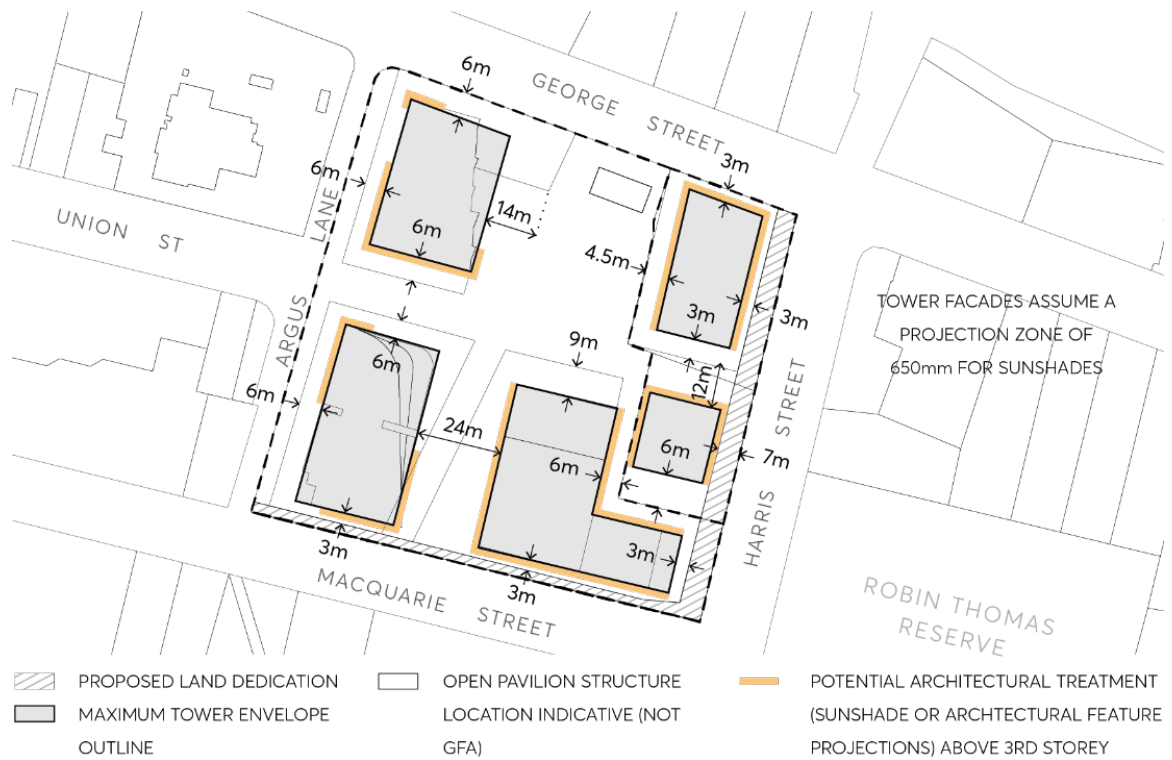 6m
GEORGE STREET
3m
6m
LANE
UNION ST
14m
6m
4.5m
3m
3m
TOWER FACADES ASSUME A
PROJECTION ZONE OF
650mm FOR SUNSHADES
ARGUS
6m
9m
12m
6m
24m
6m
6m
7m
HARRIS STREET
3m
3m
3m
MACQUARIE STREET
ROBIN THOMAS
RESERVE
PROPOSED LAND DEDICATION
MAXIMUM TOWER ENVELOPE
OUTLINE
OPEN PAVILION STRUCTURE
LOCATION INDICATIVE (NOT
GFA)
POTENTIAL ARCHITECTURAL TREATMENT
(SUNSHADE OR ARCHTECTURAL FEATURE
PROJECTIONS) ABOVE 3RD STOREY